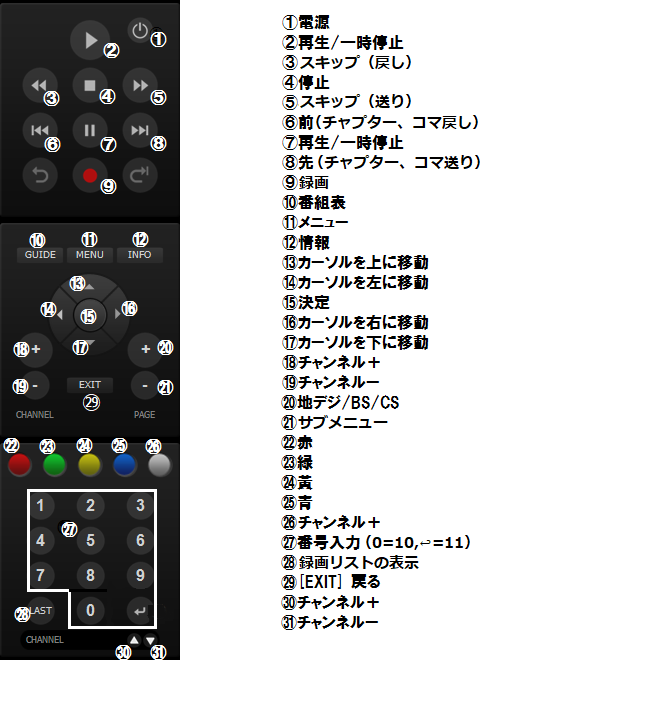 ①
②
③
④
⑤
⑥
⑦
⑧
⑨
⑩
⑪
⑫
GUIDE
MENU
INFO
⑬
⑭
⑮
⑯
⑰
⑱
+
+
⑳
⑲
-
EXIT
-
㉑
㉙
CHANNEL
PAGE
㉒
㉓
㉔
㉕
㉖
1
2
3
㉗
4
5
6
7
8
9
㉘
LAST
0
CHANNEL
㉚
㉛
①電源
②再生/一時停止
③スキップ（戻し）
④停止
⑤スキップ（送り）
⑥前(チャプター、コマ戻し）
⑦再生/一時停止
⑧先(チャプター、コマ送り）
⑨録画
⑩番組表
⑪メニュー
⑫情報
⑬カーソルを上に移動
⑭カーソルを左に移動
⑮決定
⑯カーソルを右に移動
⑰カーソルを下に移動
⑱チャンネル＋
⑲チャンネルー
⑳地デジ/BS/CS
㉑サブメニュー
㉒赤
㉓緑
㉔黃
㉕青
㉖チャンネル＋
㉗番号入力（0=10,↩=11）
㉘録画リストの表示
㉙[EXIT] 戻る
㉚チャンネル＋
㉛チャンネルー